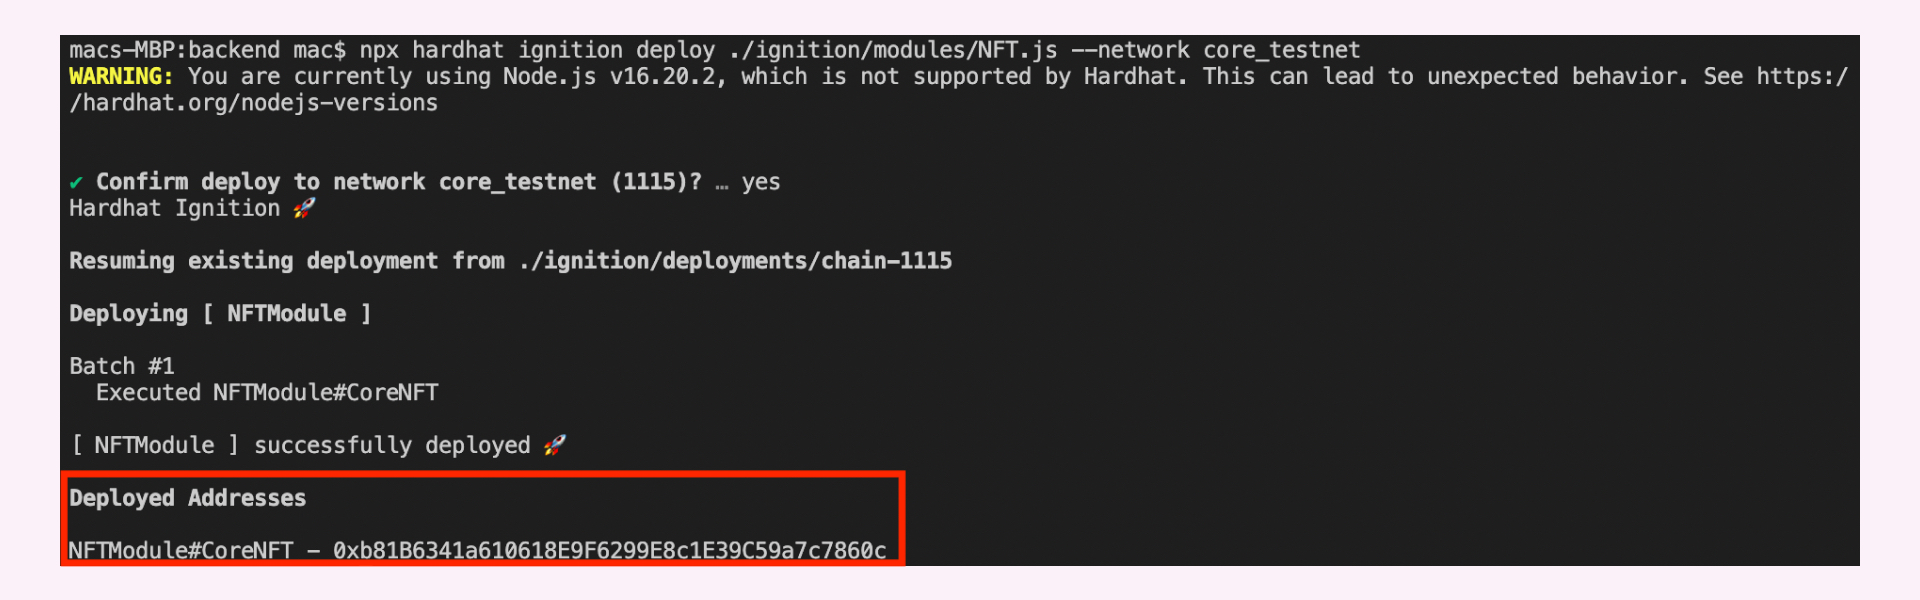 macs-MBP:backend mac$ npx hardhat ignition deploy ./ignition/modules/NFT.js --network core_testnet
WARNING: You are currently using Node.js v16.20.2, which is not supported by Hardhat. This can lead to unexpected behavior. See https:/
/hardhat.org/nodejs-versions
✔ Confirm deploy to network core_testnet (1115)? … yes
Hardhat Ignition 🚀
Resuming existing deployment from ./ignition/deployments/chain-1115
Deploying [ NFTModule ]
Batch #1
Executed NFTModule#CoreNFT
[ NFTModule ] successfully deployed 🚀
Deployed Addresses
NFTModule#CoreNFT - 0xb81B6341a610618E9F6299E8c1E39C59a7c7860c